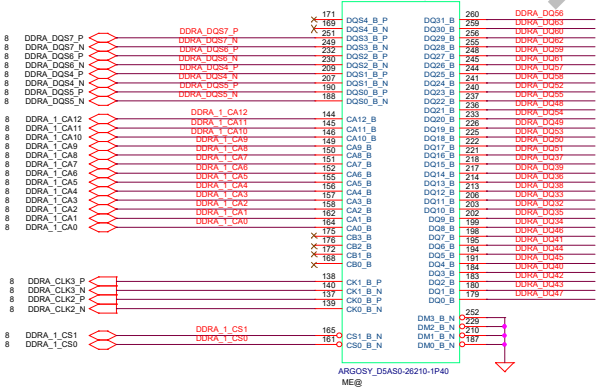 171 DQS4_B_P DQ31_B 260 DDRA_DQ56
169 DQS4_B_N DQ30_B 259 DDRA_DQ63
8 DDRA_DQS7_P DDRA_DQS7_P 251 DQS3_B_P DQ29_B 256 DDRA_DQ60
8 DDRA_DQS7_N DDRA_DQS7_N 249 DQS3_B_N DQ28_B 255 DDRA_DQ62
8 DDRA_DQS6_P DDRA_DQS6_P 232 DQS2_B_P DQ27_B 248 DDRA_DQ59
8 DDRA_DQS6_N DDRA_DQS6_N 230 DQS2_B_N DQ26_B 245 DDRA_DQ61
8 DDRA_DQS4_P DDRA_DQS4_P 209 DQS1_B_P DQ25_B 244 DDRA_DQ57
8 DDRA_DQS4_N DDRA_DQS4_N 207 DQS1_B_N DQ24_B 241 DDRA_DQ58
8 DDRA_DQS5_P DDRA_DQS5_P 190 DQS0_B_P DQ23_B 240 DDRA_DQ52
8 DDRA_DQS5_N DDRA_DQS5_N 188 DQS0_B_N DQ22_B 237 DDRA_DQ55
DQ21_B 236 DDRA_DQ48
8 DDRA_1_CA12 DDRA_1_CA12 144 CA12_B DQ20_B 233 DDRA_DQ54
8 DDRA_1_CA11 DDRA_1_CA11 145 CA11_B DQ19_B 226 DDRA_DQ49
8 DDRA_1_CA10 DDRA_1_CA10 146 CA10_B DQ18_B 225 DDRA_DQ53
8 DDRA_1_CA9 DDRA_1_CA9 149 CA9_B DQ17_B 222 DDRA_DQ50
8 DDRA_1_CA8 DDRA_1_CA8 150 CA8_B DQ16_B 221 DDRA_DQ51
8 DDRA_1_CA7 DDRA_1_CA7 151 CA7_B DQ15_B 218 DDRA_DQ37
8 DDRA_1_CA6 DDRA_1_CA6 152 CA6_B DQ14_B 217 DDRA_DQ39
8 DDRA_1_CA5 DDRA_1_CA5 155 CA5_B DQ13_B 214 DDRA_DQ36
8 DDRA_1_CA4 DDRA_1_CA4 156 CA4_B DQ12_B 213 DDRA_DQ38
8 DDRA_1_CA3 DDRA_1_CA3 157 CA3_B DQ11_B 206 DDRA_DQ33
8 DDRA_1_CA2 DDRA_1_CA2 158 CA2_B DQ10_B 203 DDRA_DQ32
8 DDRA_1_CA1 DDRA_1_CA1 162 CA1_B DQ9_B 202 DDRA_DQ35
8 DDRA_1_CA0 DDRA_1_CA0 164 CA0_B DQ8_B 199 DDRA_DQ34
175 CB3_B DQ7_B 198 DDRA_DQ46
176 CB2_B DQ6_B 195 DDRA_DQ41
172 CB1_B DQ5_B 194 DDRA_DQ44
168 CB0_B DQ4_B 191 DDRA_DQ45
DQ3_B 184 DDRA_DQ40
8 DDRA_CLK3_P 138 CK1_B_P DQ2_B 183 DDRA_DQ42
8 DDRA_CLK3_N 140 CK1_B_N DQ1_B 180 DDRA_DQ43
8 DDRA_CLK2_P 137 CK0_B_P DQ0_B 179 DDRA_DQ47
8 DDRA_CLK2_N 139 CK0_B_N
DM3_B_N 252
DM2_B_N 229
8 DDRA_1_CS1 DDRA_1_CS1 165 CS1_B_N DM1_B_N 210
8 DDRA_1_CS0 DDRA_1_CS0 161 CS0_B_N DM0_B_N 187
ARGOSY_D5AS0-26210-1P40
ME@